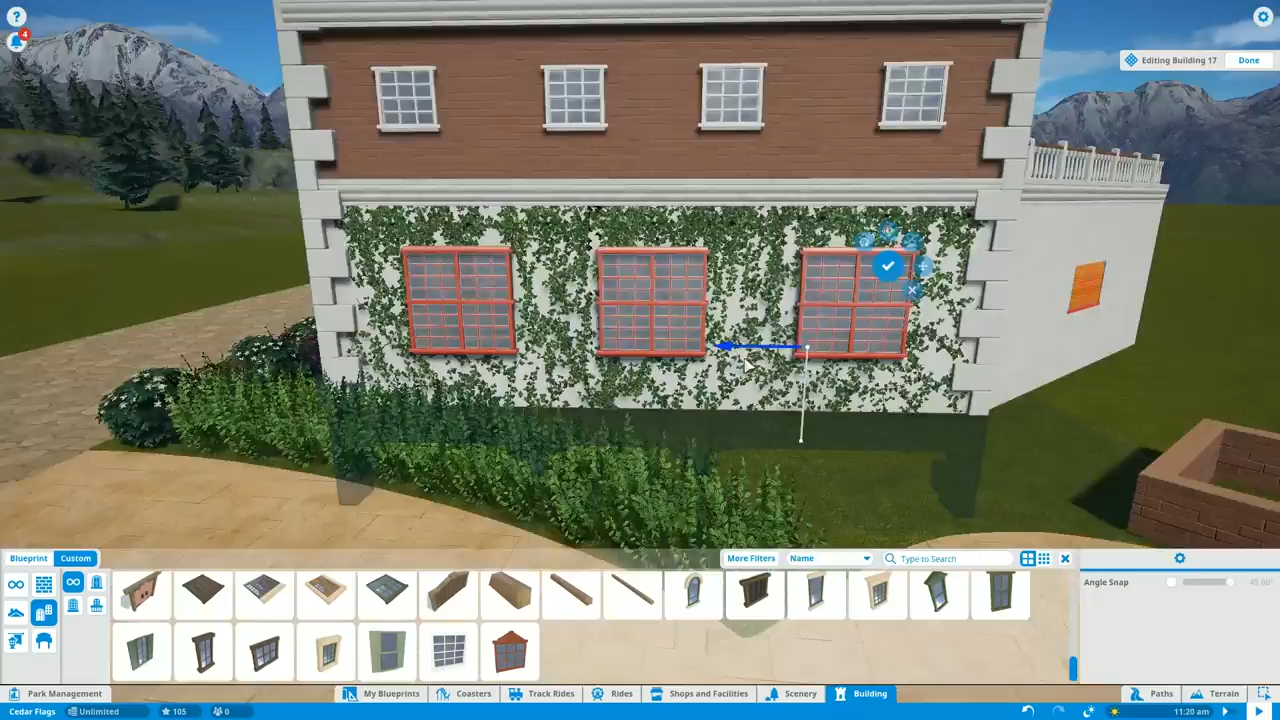 ?
4
Editing Building 17
Done
Blueprint
Custom
More Filters
Name
Type to Search
Angle Snap
45.00°
Park Management
My Blueprints
Coasters
Track Rides
Rides
Shops and Facilities
Scenery
Building
Paths
Terrain
Cedar Flags
Unlimited
105
0
11:20 am